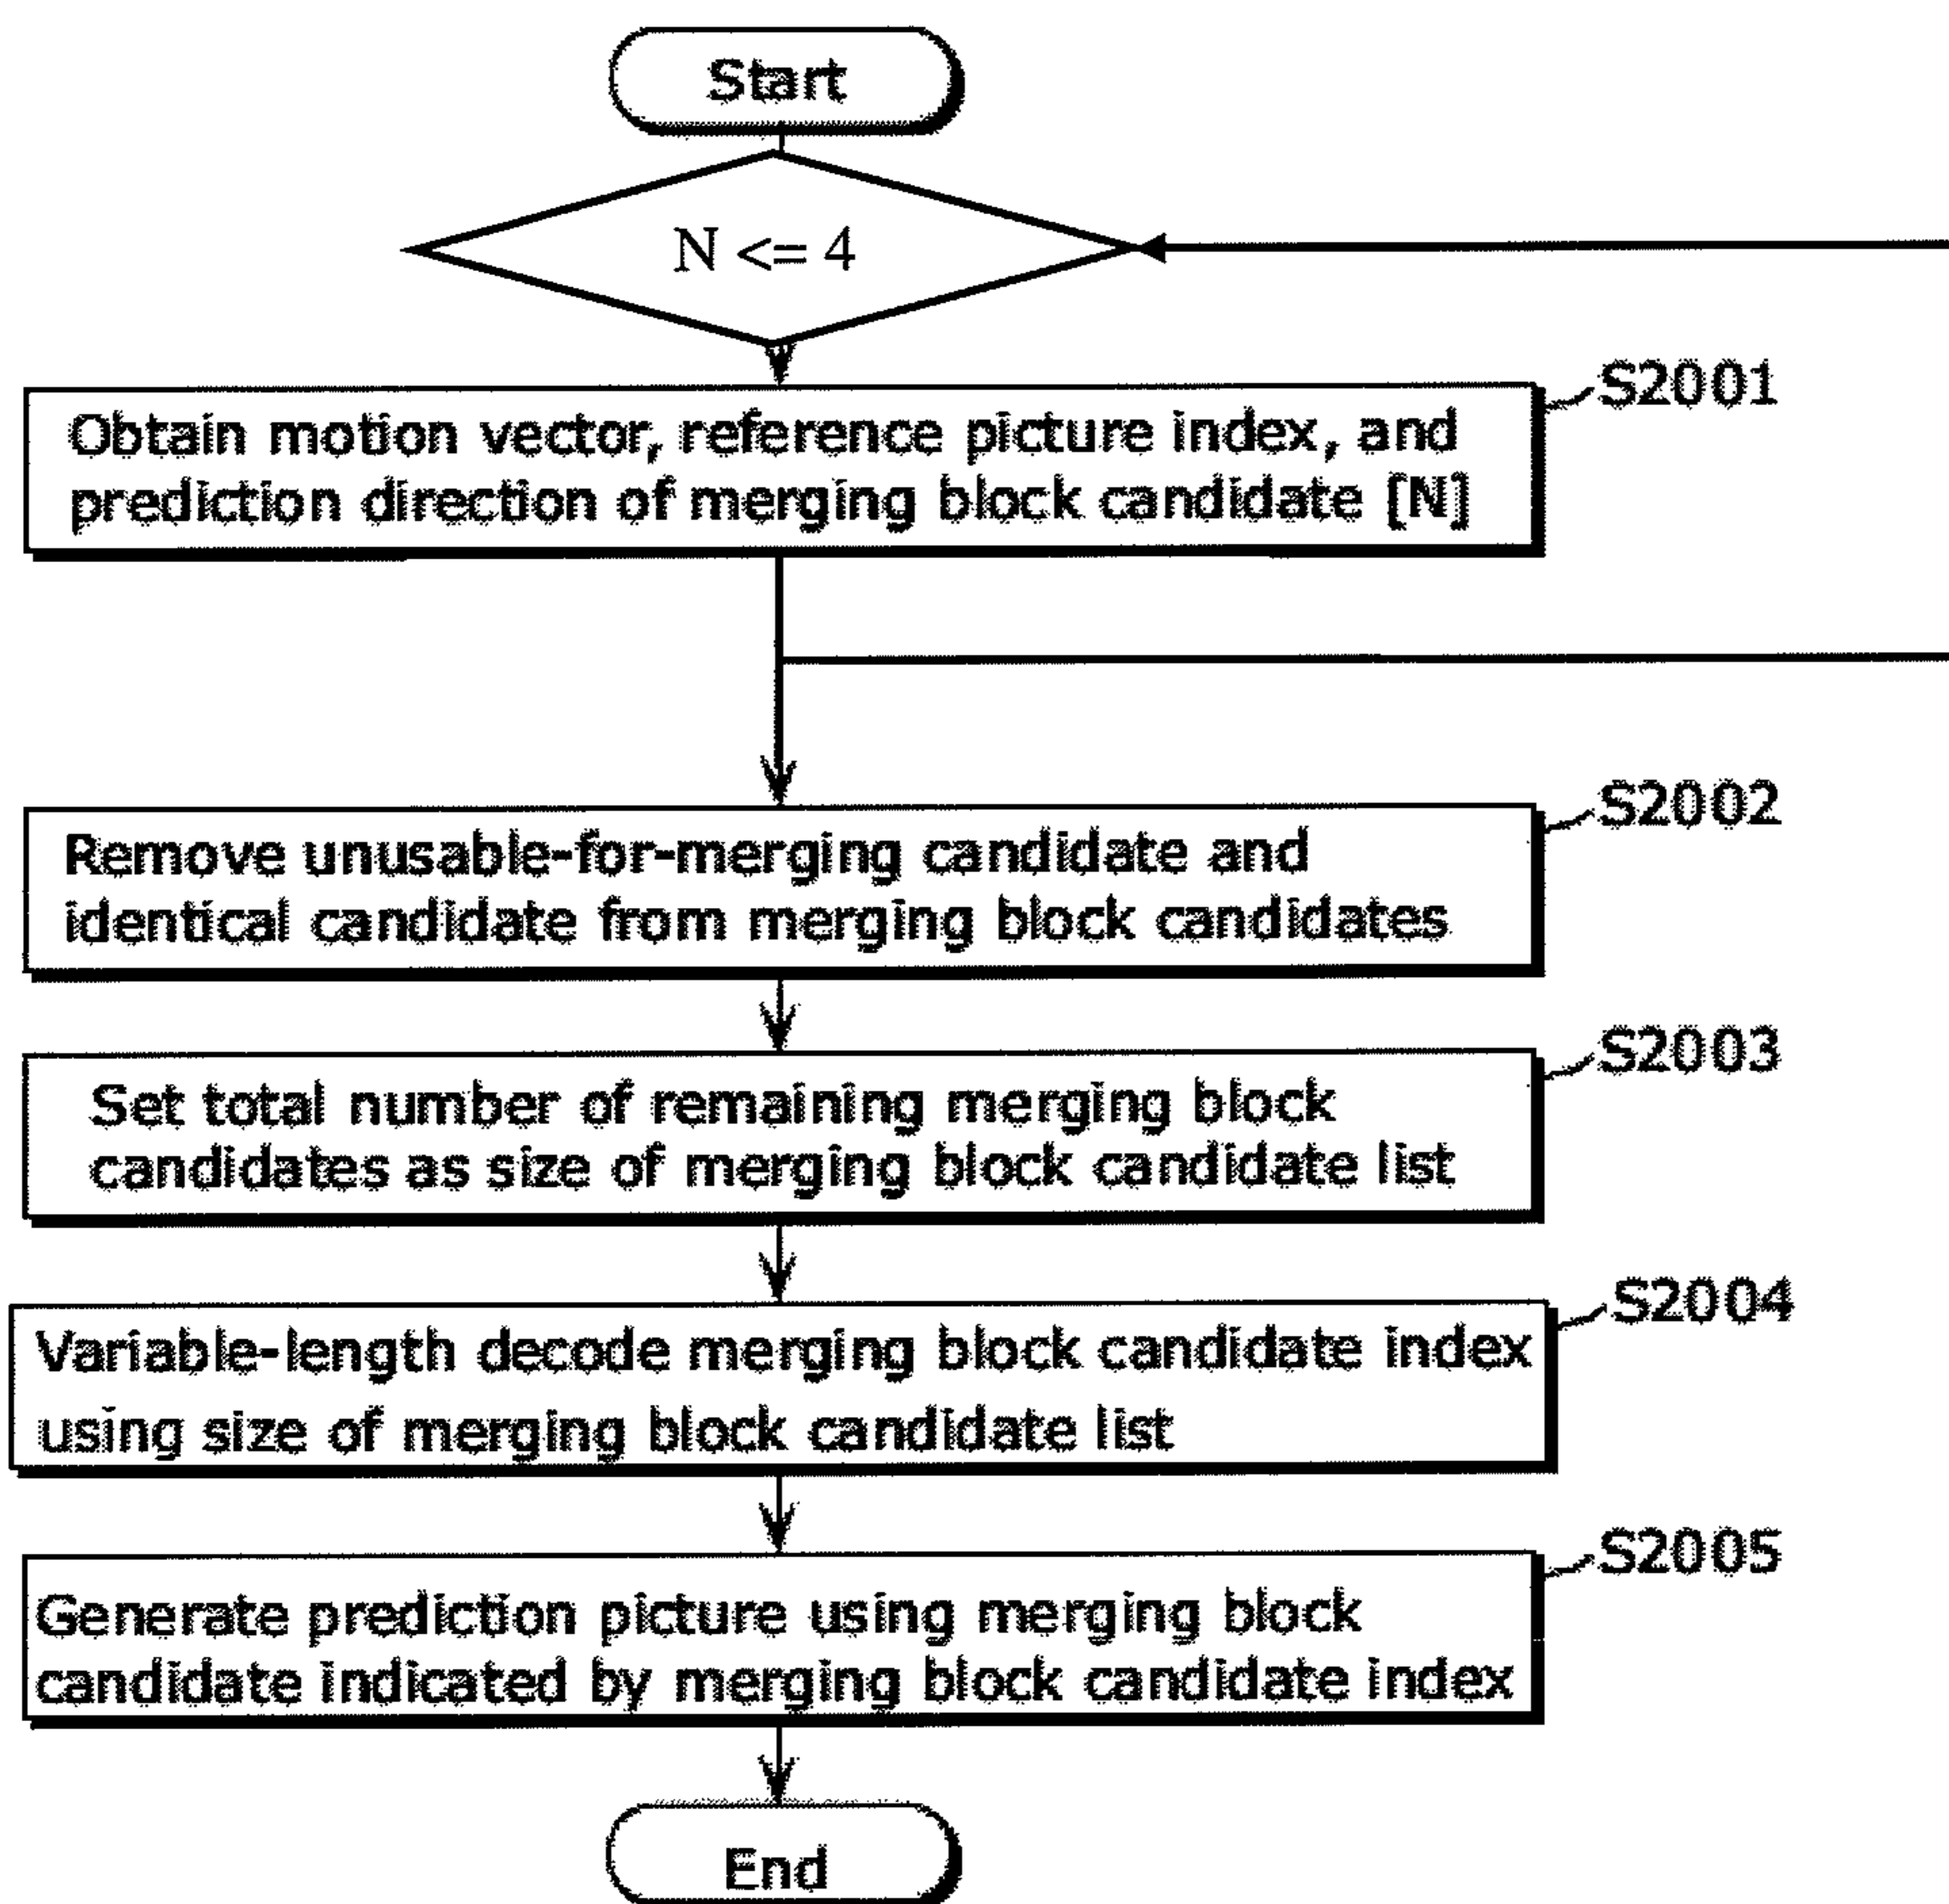 Start
N <= 4
S2001
Obtain motion vector, reference picture index, and
prediction direction of merging block candidate [N]
S2002
Remove unusable-for-merging candidate and
identical candidate from merging block candidates
S2003
Set total number of remaining merging block
candidates as size of merging block candidate list
S2004
Variable-length decode merging block candidate index
using size of merging block candidate list
S2005
Generate prediction picture using merging block
candidate indicated by merging block candidate index
End